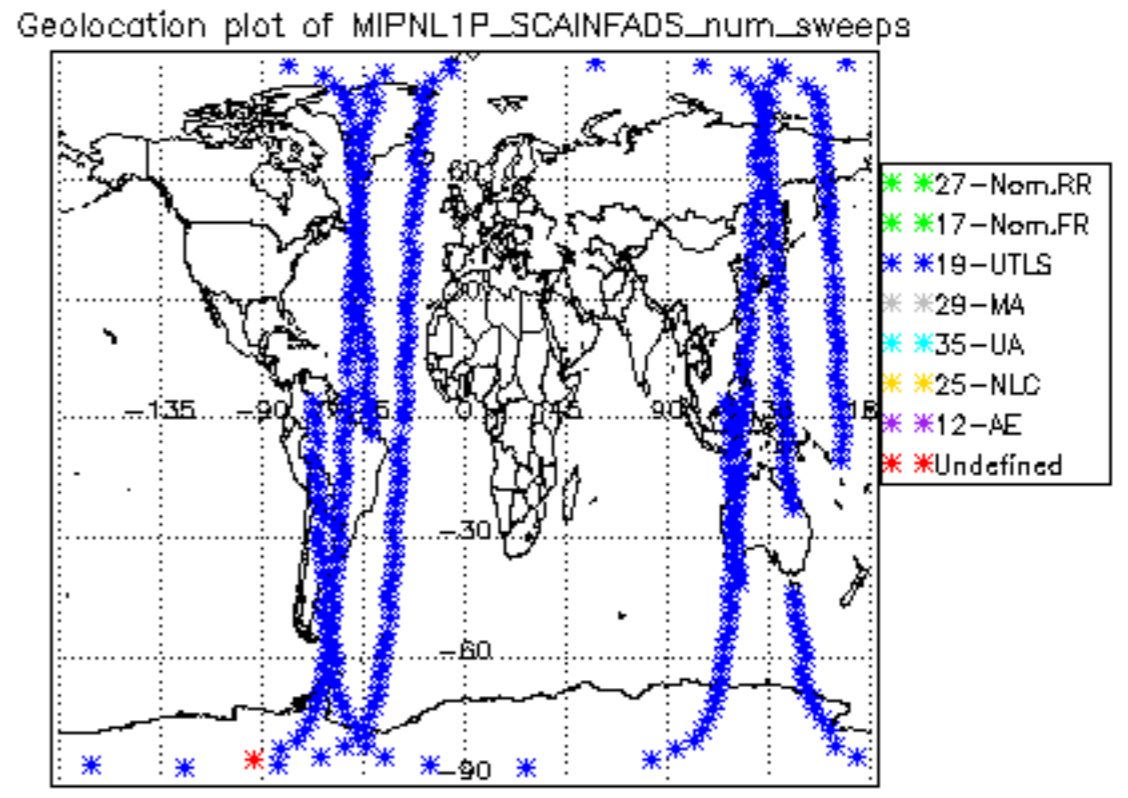 Geolocation plot of MIPNL1P_SCAINFADS_num_sweeps
60
27-Nom.RR
17-Nom.FR
19-UTLS
29-MA
35-UA
25-NLC
12-AE
Undefined
-135
-90
0
45
90
-30
-60
-90